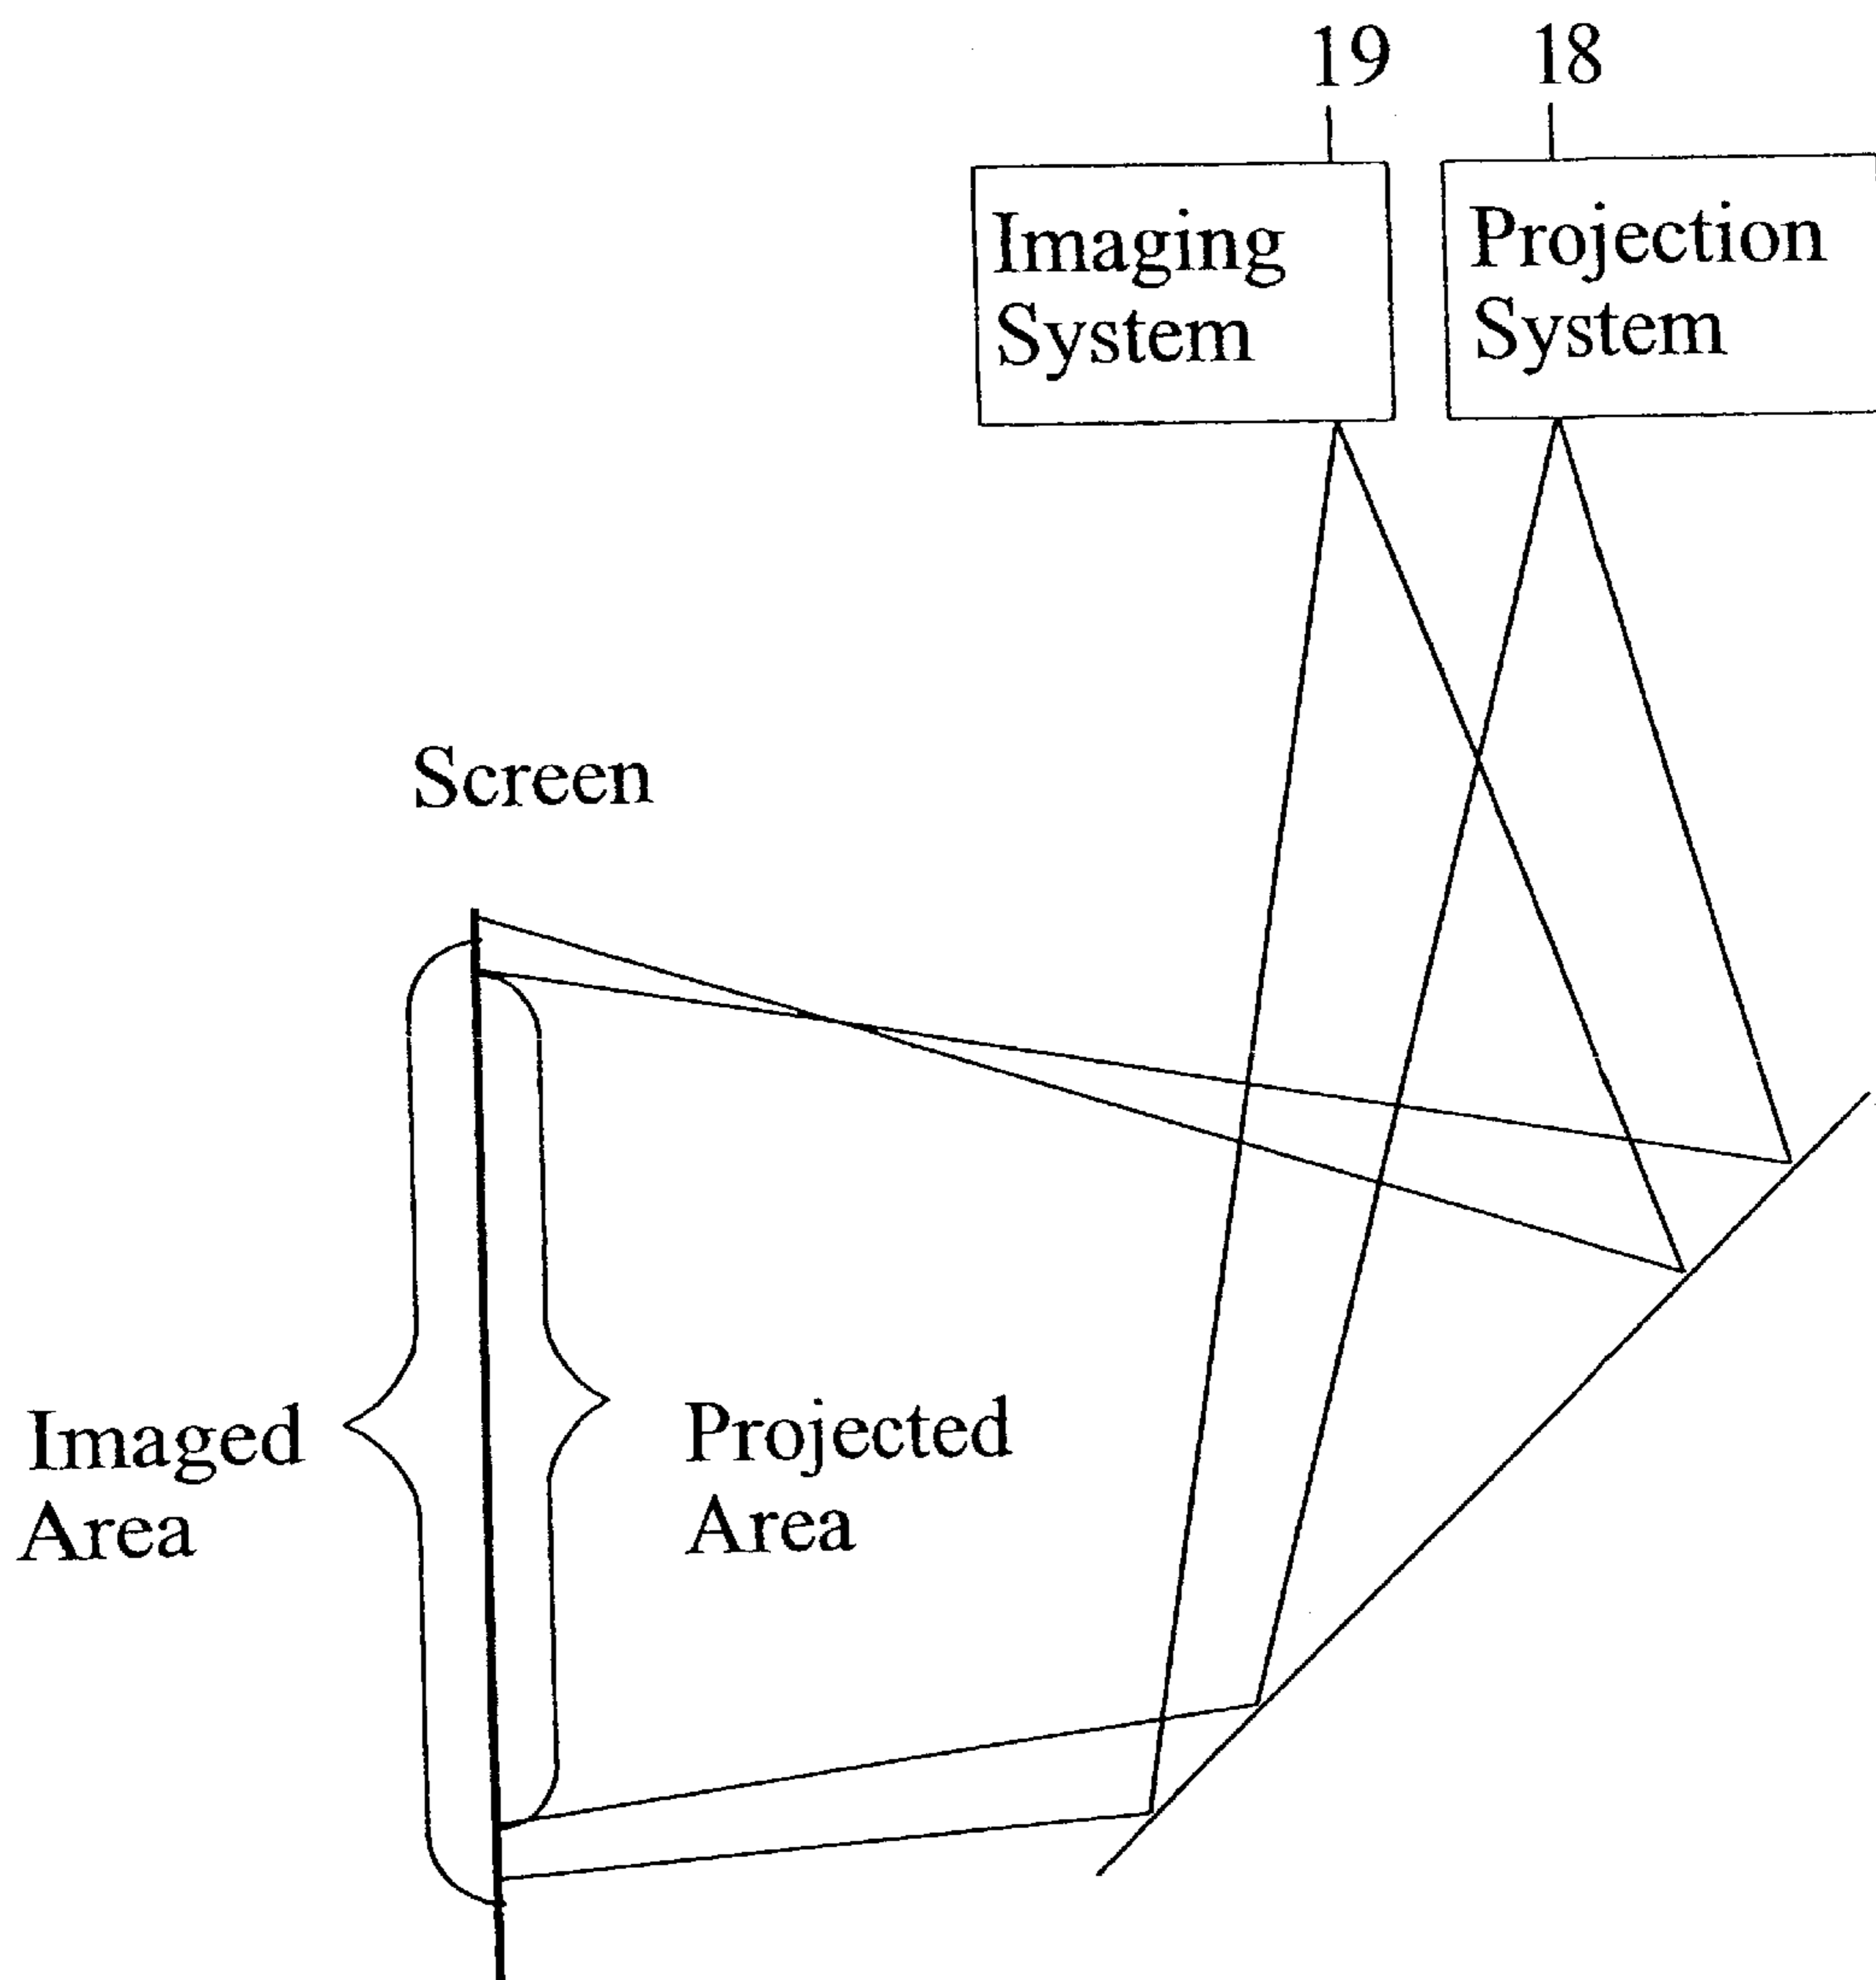 19
18
Imaging
System
Projection
System
Screen
Imaged
Area
Projected
Area